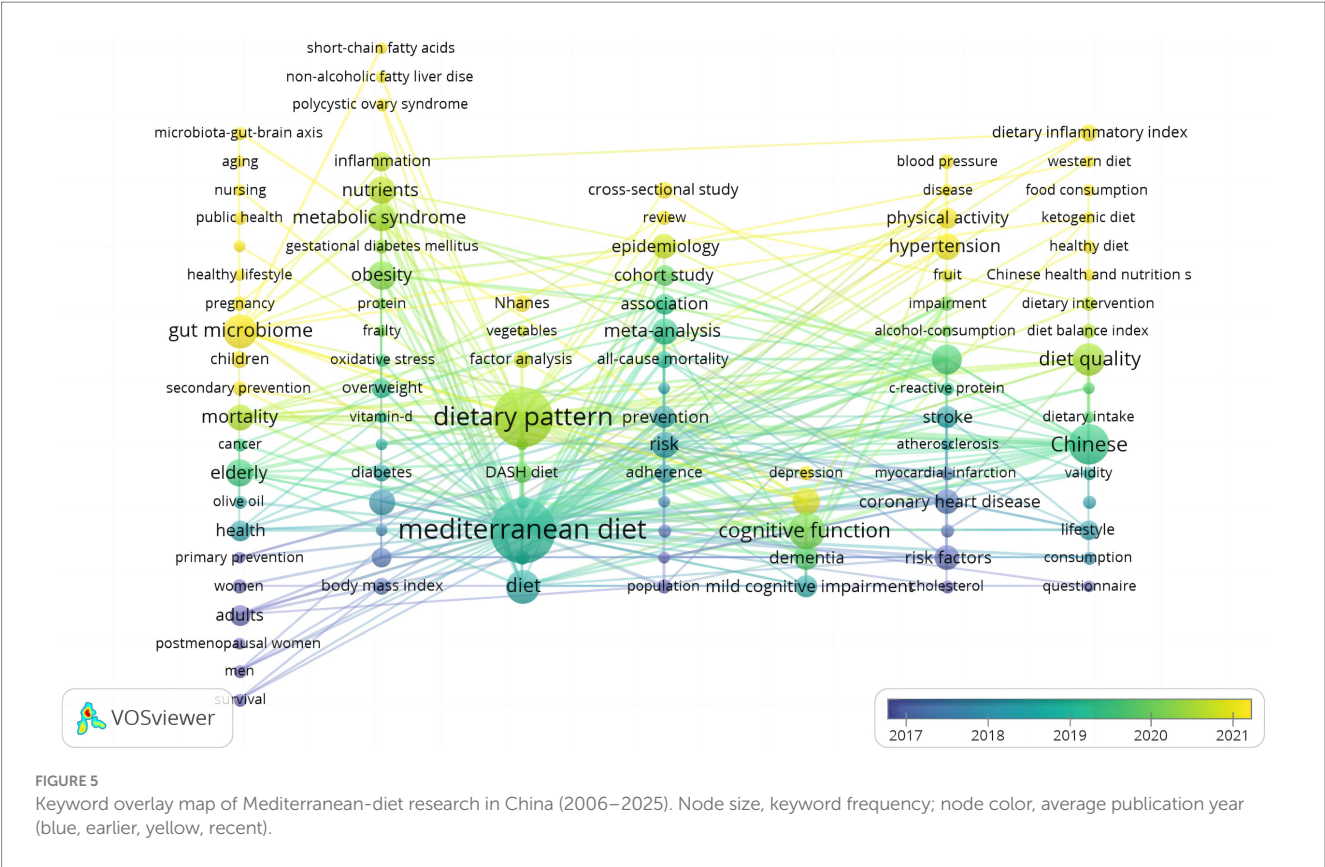 short-chain fatty acids
non-alcoholic fatty liver dise
polycystic ovary syndrome
microbiota-gut-brain axis
dietary inflammatory index
aging
inflammation
blood pressure
western diet
nursing
nutrients
cross-sectional study
disease
food consumption
public health
metabolic syndrome
review
physical activity
ketogenic diet
gestational diabetes mellitus
epidemiology
hypertension
healthy diet
healthy lifestyle
obesity
cohort study
fruit
Chinese health and nutrition s
pregnancy
protein
Nhanes
association
impairment
dietary intervention
gut microbiome
frailty
vegetables
meta-analysis
alcohol-consumption
diet balance index
children
oxidative stress
factor analysis
all-cause mortality
diet quality
secondary prevention
overweight
c-reactive protein
mortality
vitamin-d
dietary pattern
prevention
stroke
dietary intake
cancer
risk
atherosclerosis
Chinese
elderly
diabetes
DASH diet
adherence
depression
myocardial-infarction
validity
olive oil
coronary heart disease
health
mediterranean diet
cognitive function
lifestyle
primary prevention
dementia
risk factors
consumption
women
body mass index
diet
population
mild cognitive impairment
cholesterol
questionnaire
adults
postmenopausal women
men
survival
VOSviewer
2017 2018 2019 2020 2021
FIGURE 5
Keyword overlay map of Mediterranean-diet research in China (2006–2025). Node size, keyword frequency; node color, average publication year
(blue, earlier, yellow, recent).